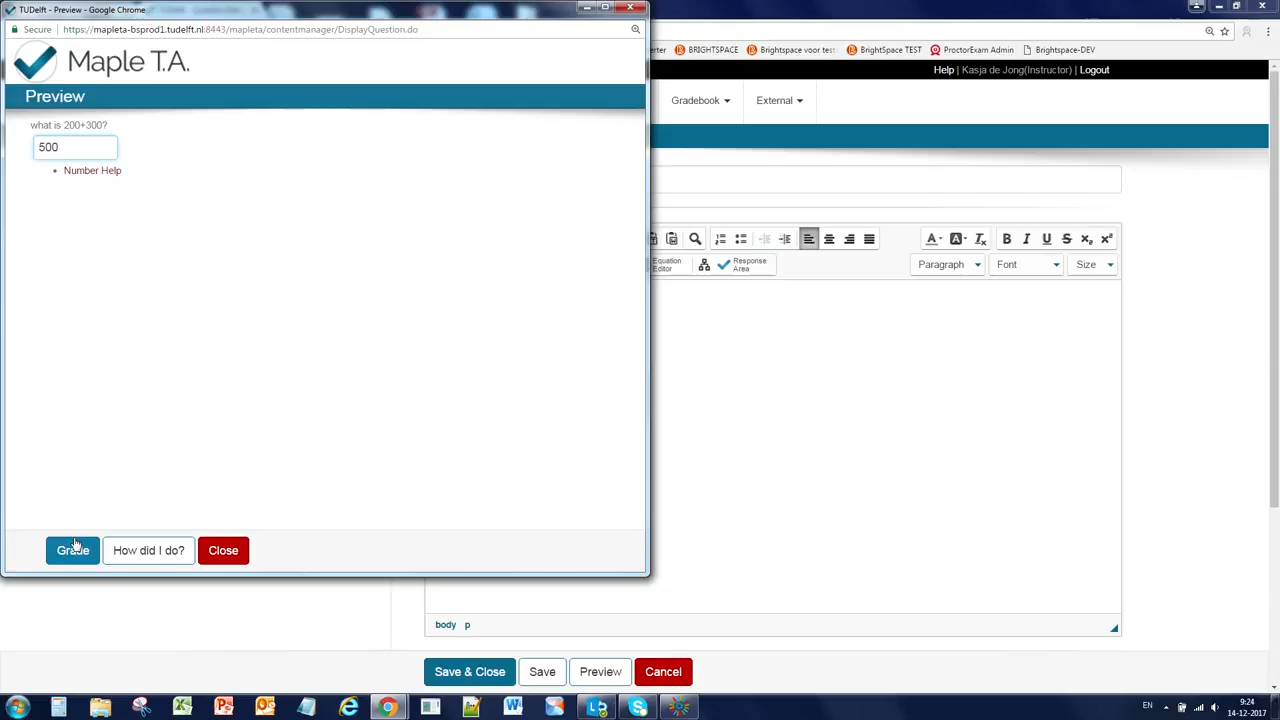 TUDelft - Preview - Google Chrome
Secure | https://mapleta-bsprod1.tudelft.nl:8443/mapleta/contentmanager/DisplayQuestion.do
Maple T.A.
Preview
what is 200+300?
500
Number Help
Grade
How did I do?
Close
BRIGHTSPACE
Brightspace voor test
BrightSpace TEST
ProctorExam Admin
Brightspace-DEV
Help | Kasja de Jong(Instructor) | Logout
Gradebook
External
B I U S x₂ x²
Equation Editor
Response Area
Paragraph
Font
Size
body p
Save & Close
Save
Preview
Cancel
EN
9:24
14-12-2017